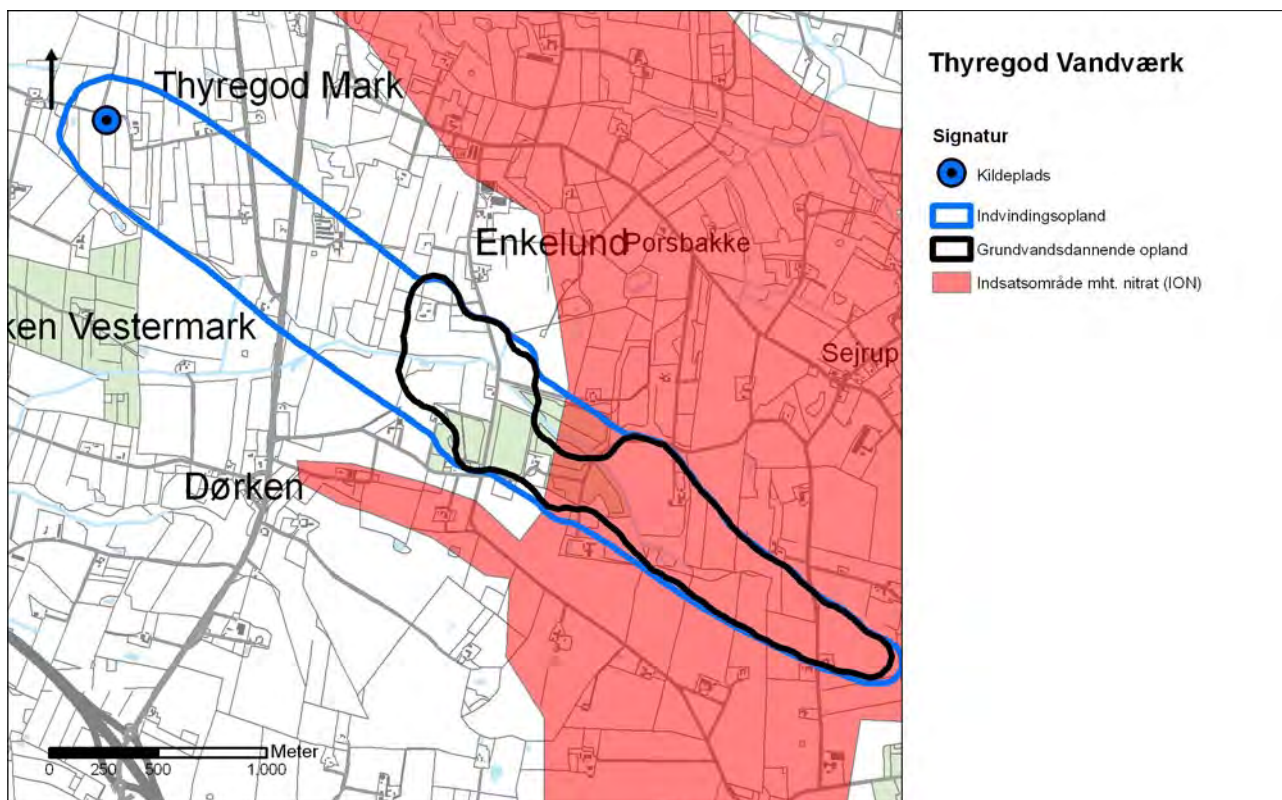 Thyregod Mark
Enkelund
Porsbakke
ken Vestermark
Sejrup
Dørken
Meter
0 250 500 1.000
Thyregod Vandværk
Signatur
Kildeplads
Indvindingsopland
Grundvandsdannende opland
Indsatsområde mht. nitrat (ION)